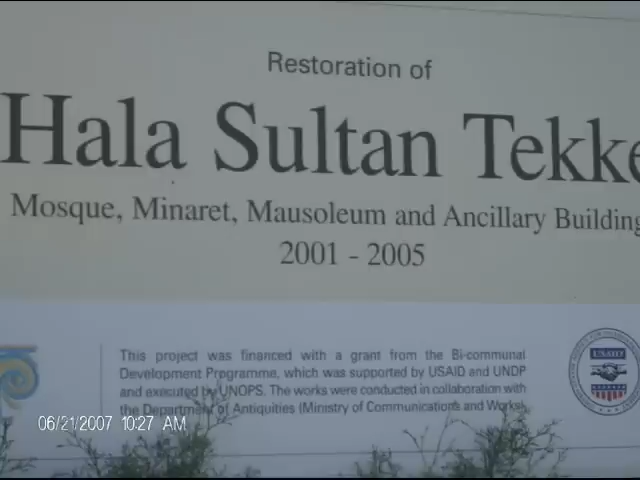 Restoration of
Hala Sultan Tekke
Mosque, Minaret, Mausoleum and Ancillary Building
2001 - 2005
This project was financed with a grant from the Bi-communal
Development Programme, which was supported by USAID and UNDP
and executed by UNOPS. The works were conducted in collaboration with
the Department of Antiquities (Ministry of Communications and Works).
USAID
06/21/2007 10:27 AM